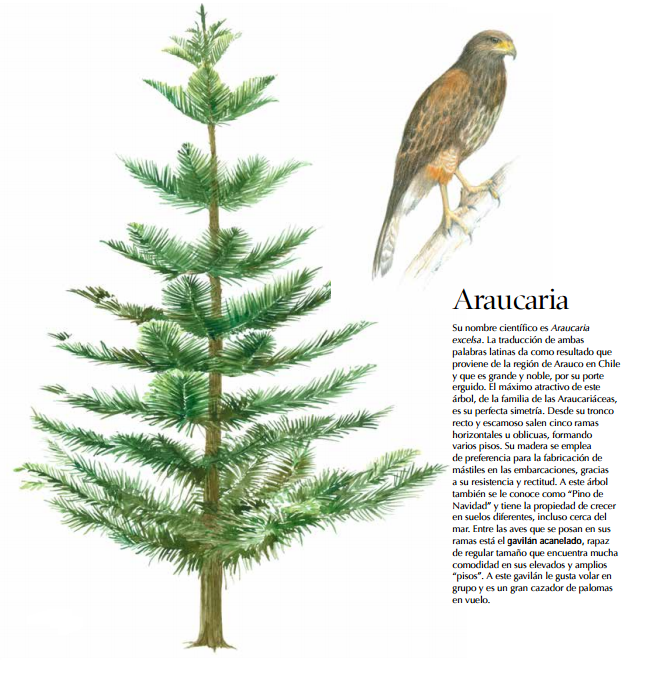 Araucaria
Su nombre científico es Araucaria
excelsa. La traducción de ambas
palabras latinas da como resultado que
proviene de la región de Arauco en Chile
y que es grande y noble, por su porte
erguido. El máximo atractivo de este
árbol, de la familia de las Araucariáceas,
es su perfecta simetría. Desde su tronco
recto y escamoso salen cinco ramas
horizontales u oblicuas, formando
varios pisos. Su madera se emplea
de preferencia para la fabricación de
mástiles en las embarcaciones, gracias
a su resistencia y rectitud. A este árbol
también se le conoce como “Pino de
Navidad” y tiene la propiedad de crecer
en suelos diferentes, incluso cerca del
mar. Entre las aves que se posan en sus
ramas está el gavilán acanelado, rapaz
de regular tamaño que encuentra mucha
comodidad en sus elevados y amplios
“pisos”. A este gavilán le gusta volar en
grupo y es un gran cazador de palomas
en vuelo.